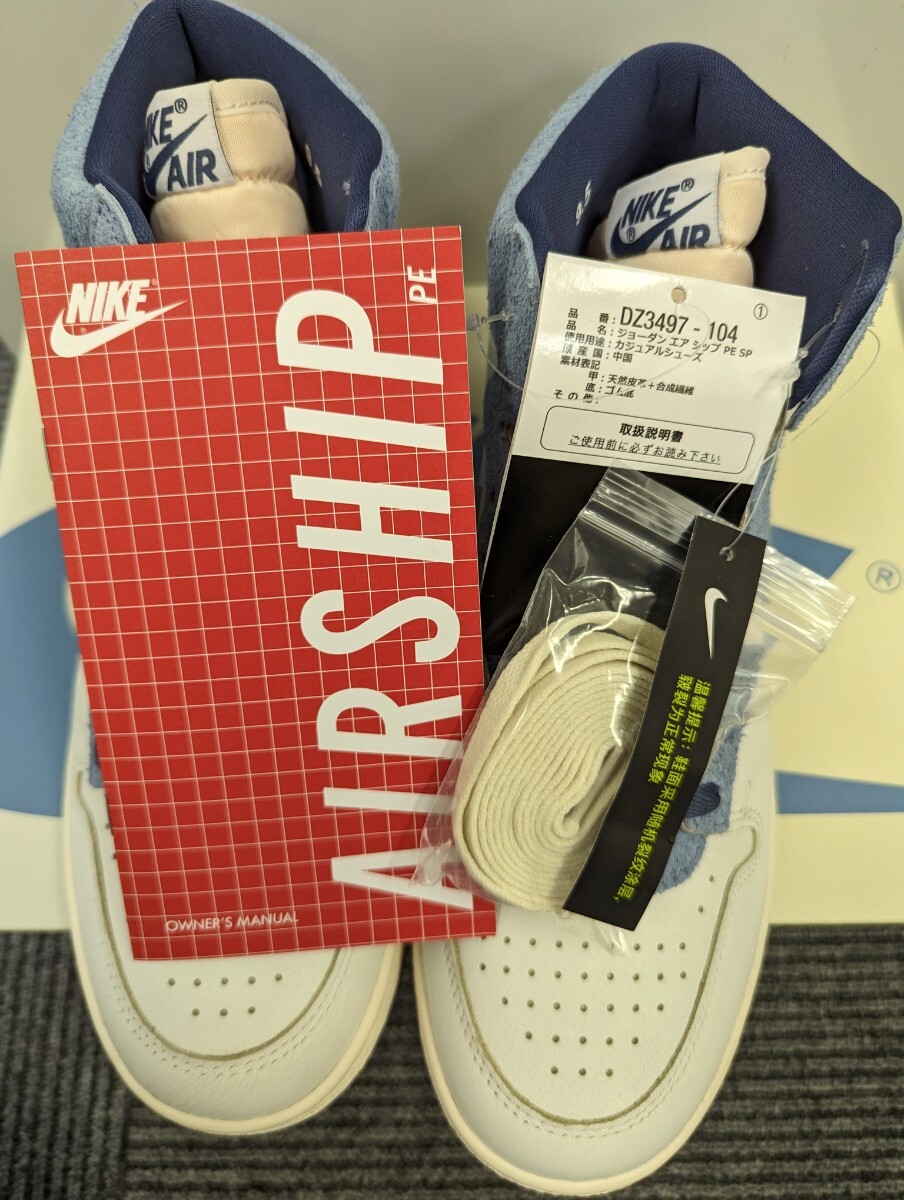 NIKE®
AIR
NIKE®
AIR
9.5
NIKE
AIRSHIP PE
OWNER'S MANUAL
①
品 番：DZ3497 - 104
品 名：ジョーダン エア シップ PE SP
使用用途：カジュアルシューズ
原 産 国：中国
素材表記
甲：天然皮革＋合成繊維
底：ゴム底
そ の 他：
取扱説明書
ご使用前に必ずお読み下さい
温馨提示：鞋面采用随机裂纹涂层，
皲裂为正常现象
®